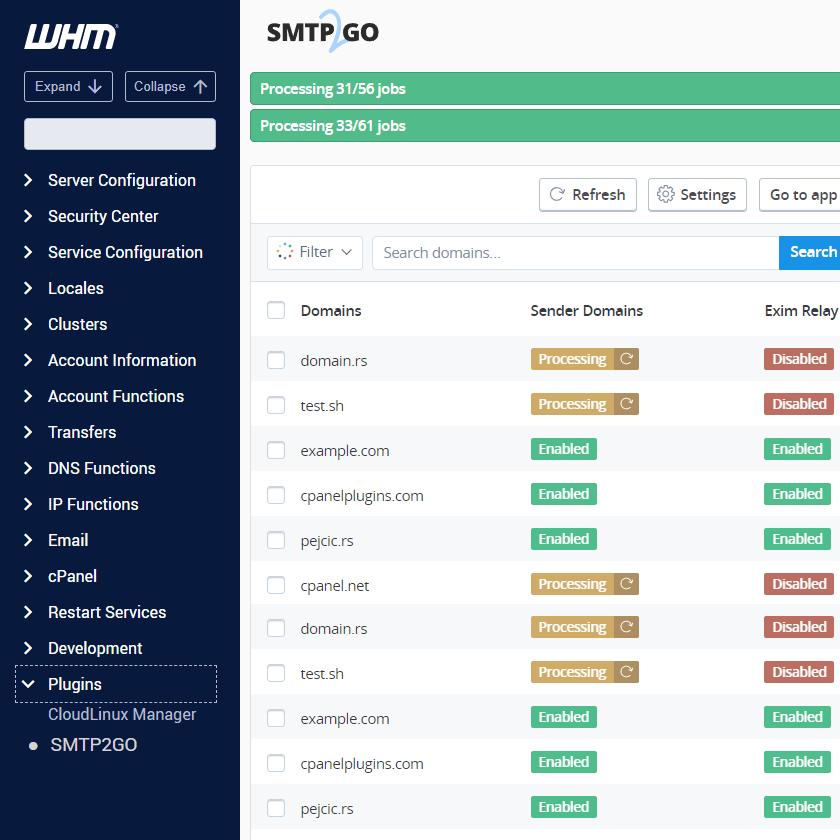 WHM
Expand
Collapse
Server Configuration
Security Center
Service Configuration
Locales
Clusters
Account Information
Account Functions
Transfers
DNS Functions
IP Functions
Email
cPanel
Restart Services
Development
Plugins
CloudLinux Manager
SMTP2GO
SMTP2GO
Processing 31/56 jobs
Processing 33/61 jobs
Refresh Settings Go to app
Filter Search domains... Search
Domains Sender Domains Exim Relay
domain.rs Processing Disabled
test.sh Processing Disabled
example.com Enabled Enabled
cpanelplugins.com Enabled Enabled
pejcic.rs Enabled Enabled
cpanel.net Processing Disabled
domain.rs Processing Disabled
test.sh Processing Disabled
example.com Enabled Enabled
cpanelplugins.com Enabled Enabled
pejcic.rs Enabled Enabled